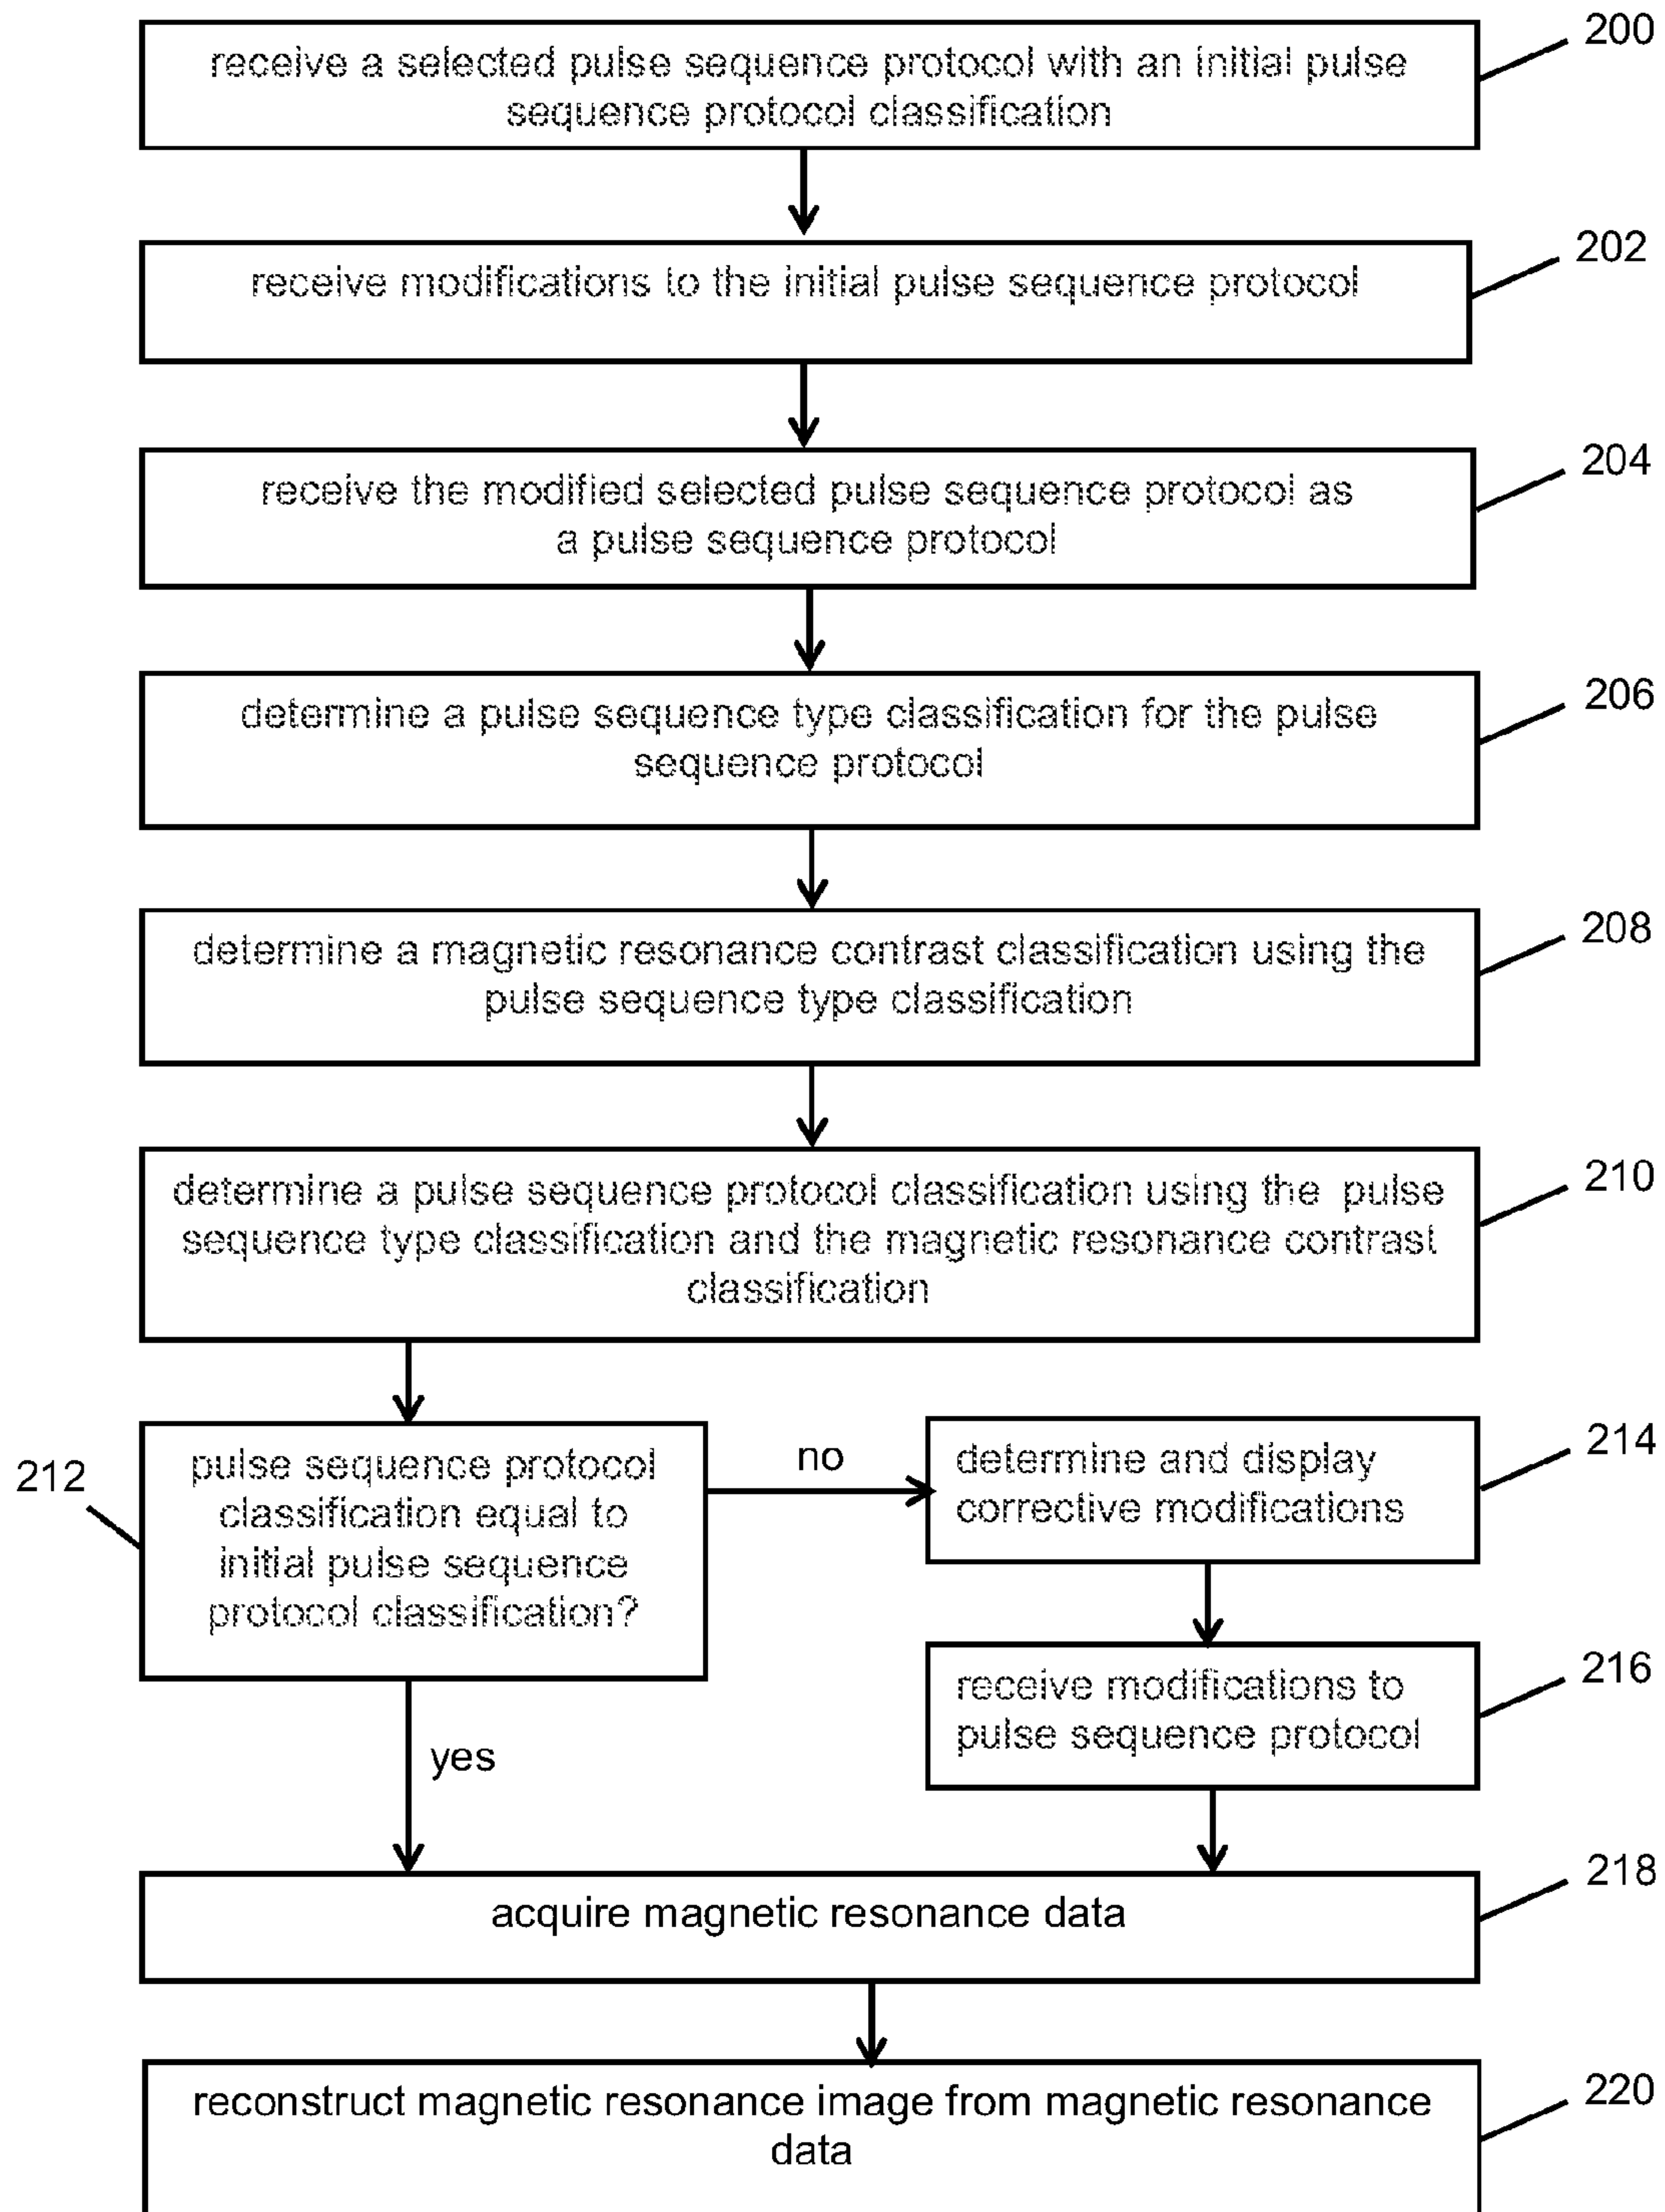 200
receive a selected pulse sequence protocol with an initial pulse
sequence protocol classification
202
receive modifications to the initial pulse sequence protocol
204
receive the modified selected pulse sequence protocol as
a pulse sequence protocol
206
determine a pulse sequence type classification for the pulse
sequence protocol
208
determine a magnetic resonance contrast classification using the
pulse sequence type classification
210
determine a pulse sequence protocol classification using the pulse
sequence type classification and the magnetic resonance contrast
classification
212
pulse sequence protocol
classification equal to
initial pulse sequence
protocol classification?
no
214
determine and display
corrective modifications
216
receive modifications to
pulse sequence protocol
yes
218
acquire magnetic resonance data
220
reconstruct magnetic resonance image from magnetic resonance
data